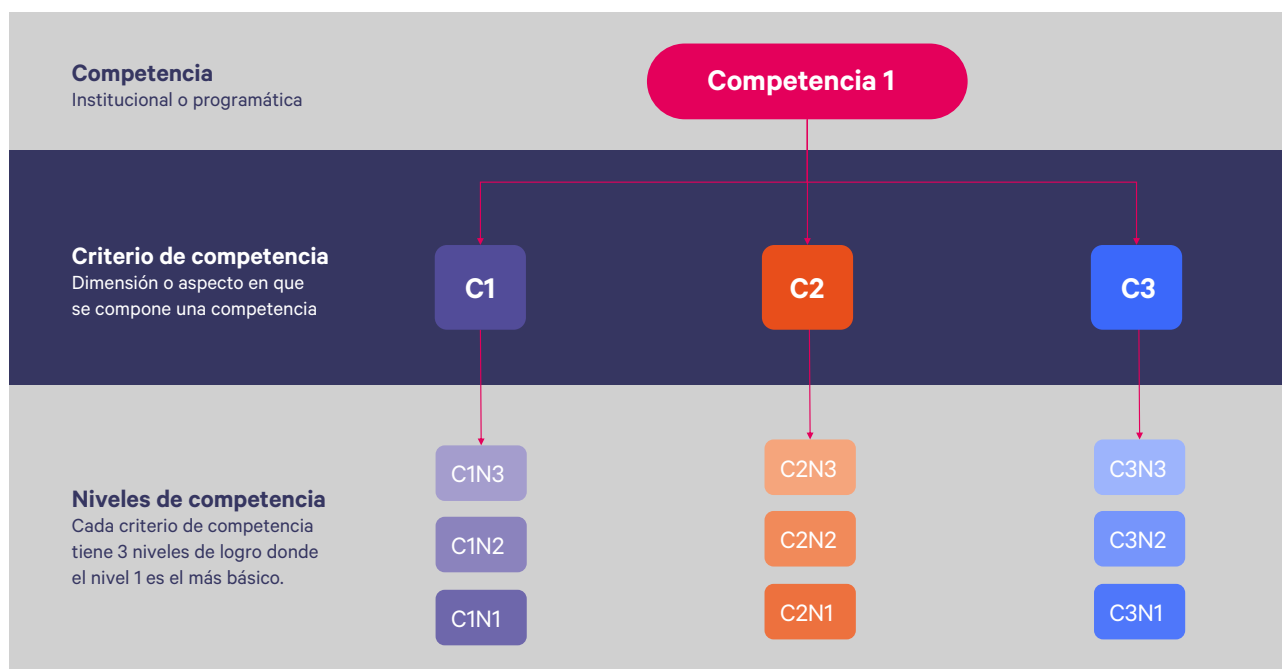 Competencia
Institucional o programática
Competencia 1
Criterio de competencia
Dimensión o aspecto en que
se compone una competencia
C1
C2
C3
Niveles de competencia
Cada criterio de competencia
tiene 3 niveles de logro donde
el nivel 1 es el más básico.
C1N3
C2N3
C3N3
C1N2
C2N2
C3N2
C1N1
C2N1
C3N1